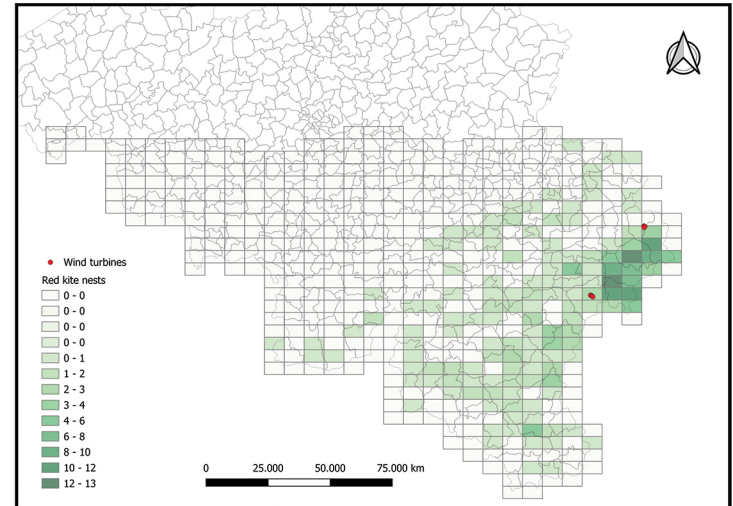 Wind turbines
Red kite nests
0 - 0
0 - 0
0 - 0
0 - 0
0 - 1
1 - 2
2 - 3
3 - 4
4 - 6
6 - 8
8 - 10
10 - 12
12 - 13
0 25.000 50.000 75.000 km